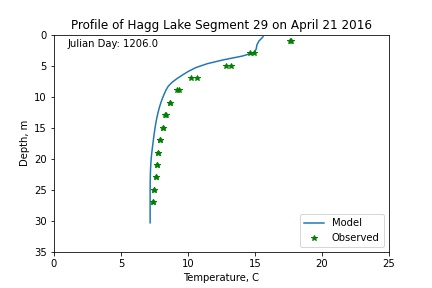 Profile of Hagg Lake Segment 29 on April 21 2016
Julian Day: 1206.0
0
5
10
15
20
25
30
35
Depth, m
0 5 10 15 20 25
Temperature, C
Model
Observed